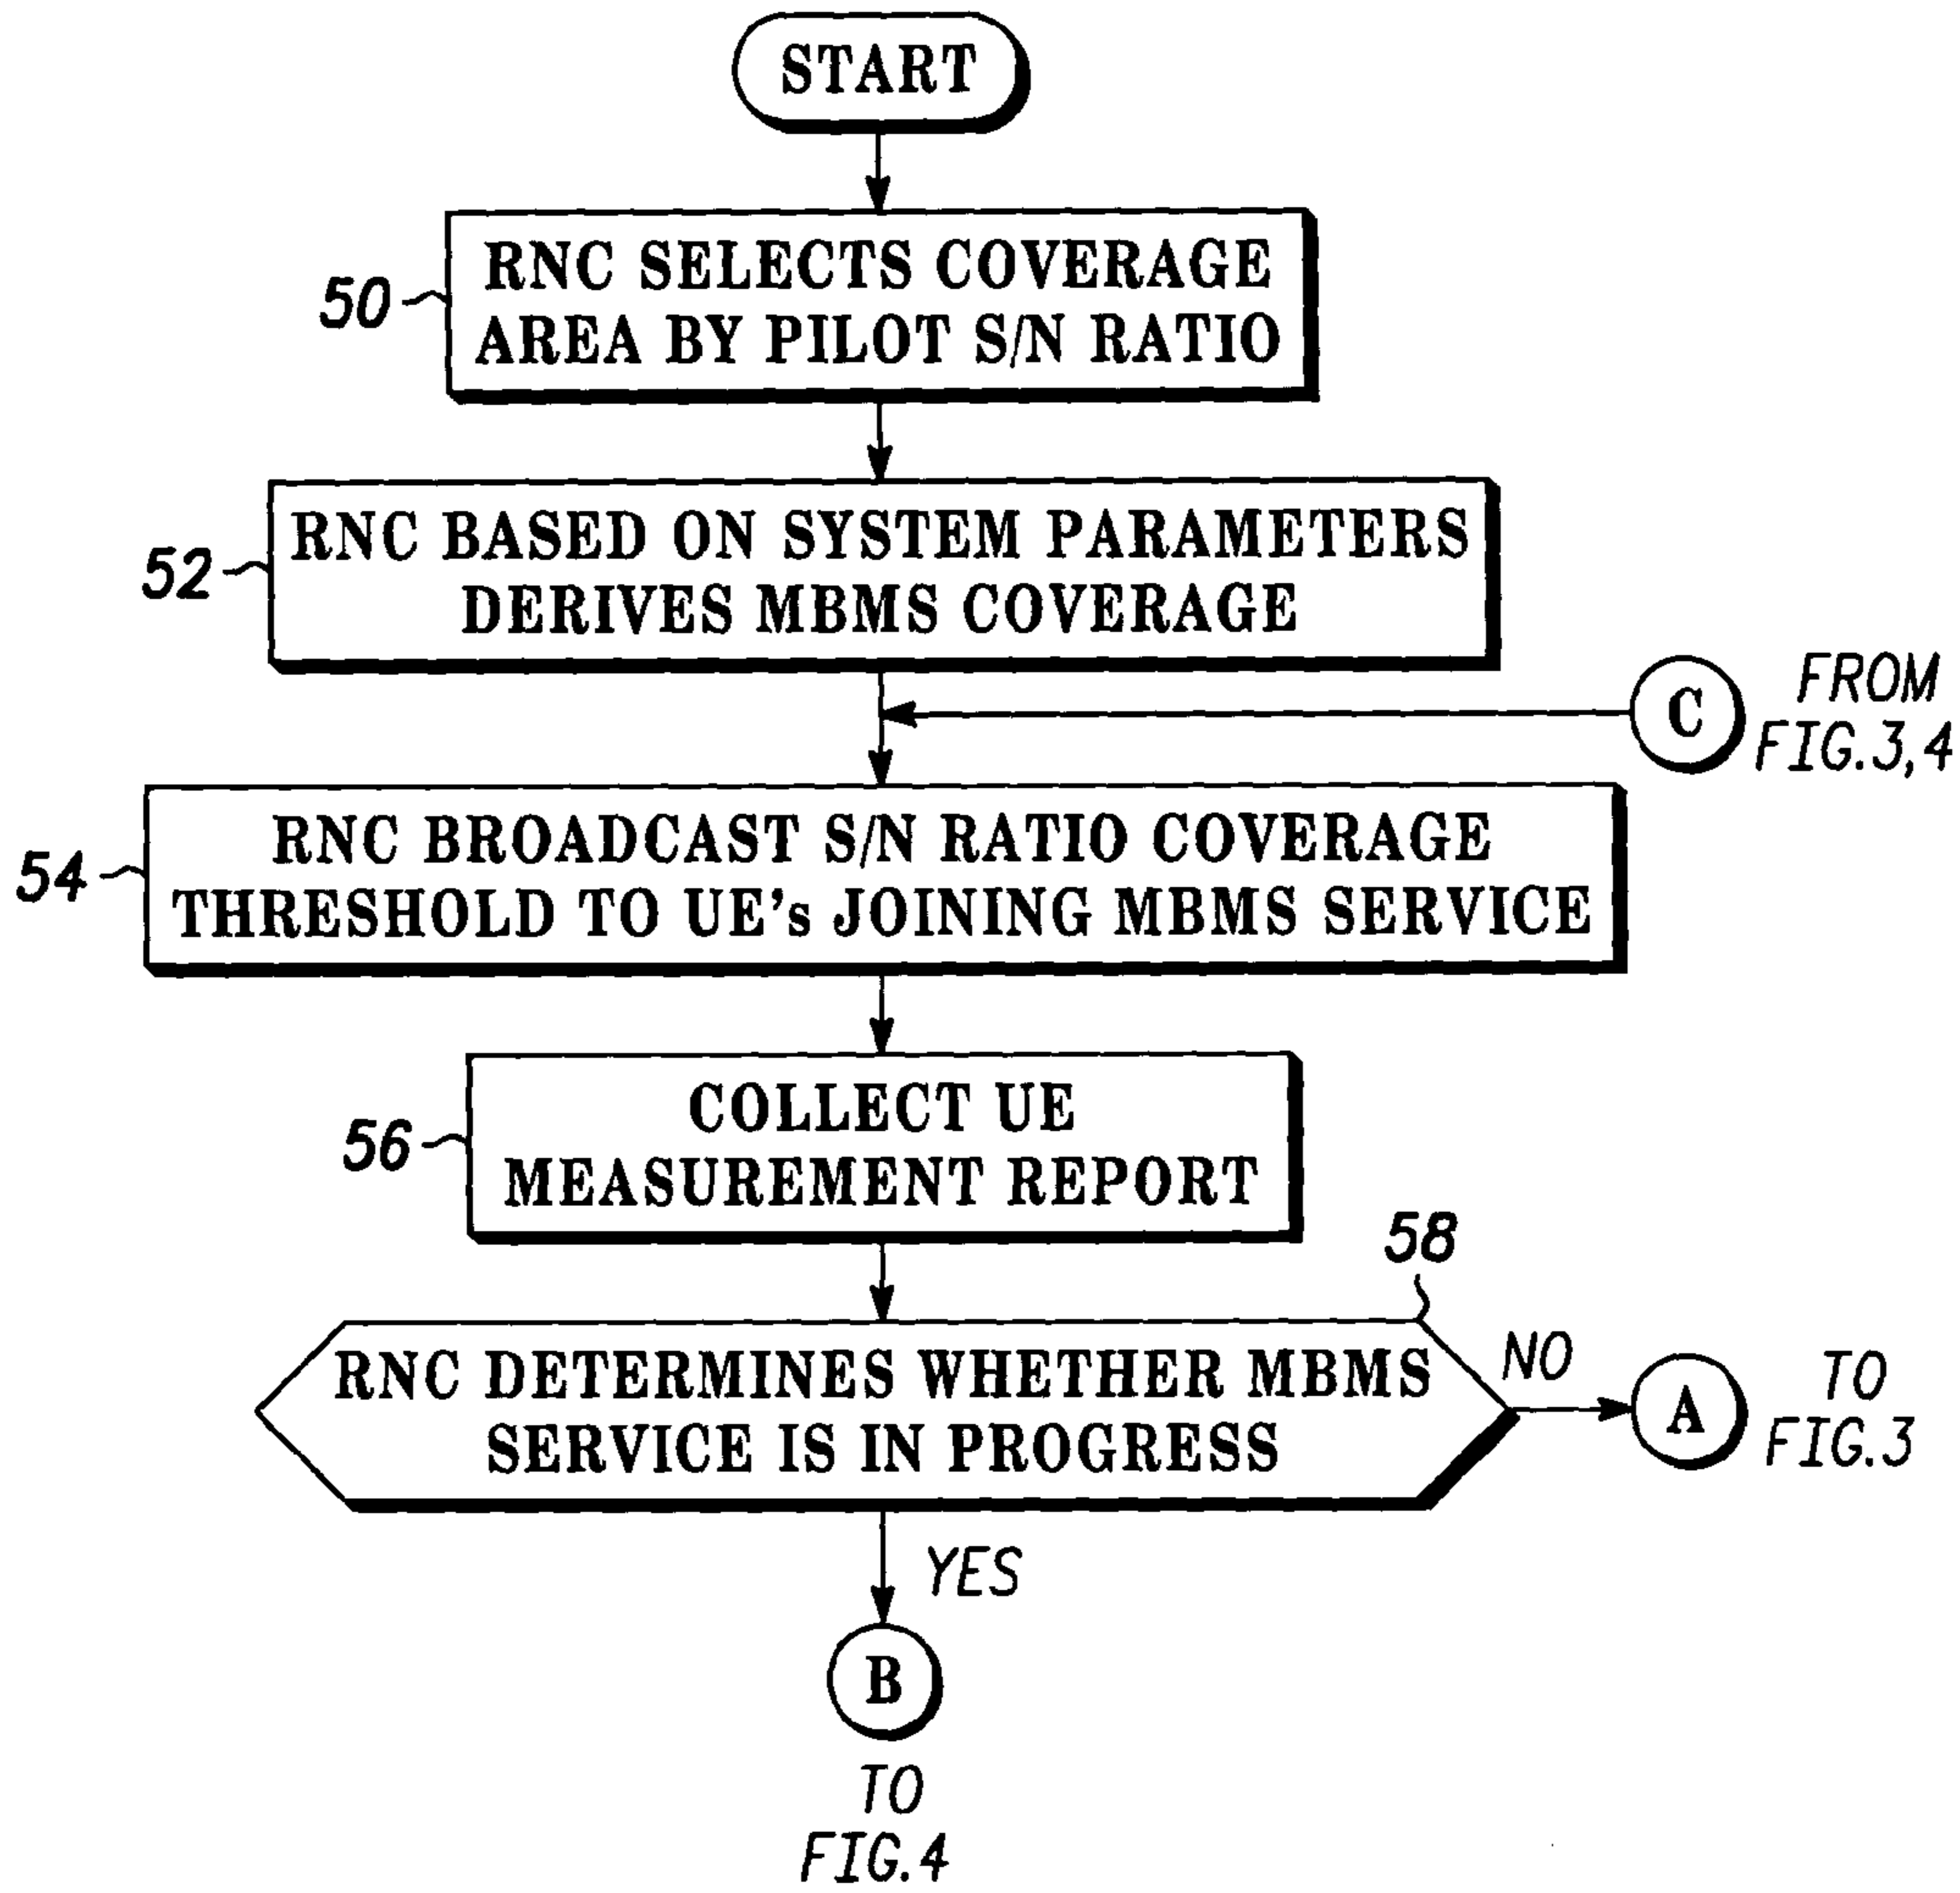 START
50
RNC SELECTS COVERAGE
AREA BY PILOT S/N RATIO
52
RNC BASED ON SYSTEM PARAMETERS
DERIVES MBMS COVERAGE
C
FROM
FIG.3,4
54
RNC BROADCAST S/N RATIO COVERAGE
THRESHOLD TO UE's JOINING MBMS SERVICE
56
COLLECT UE
MEASUREMENT REPORT
58
RNC DETERMINES WHETHER MBMS
SERVICE IS IN PROGRESS
NO
A
TO
FIG.3
YES
B
TO
FIG.4